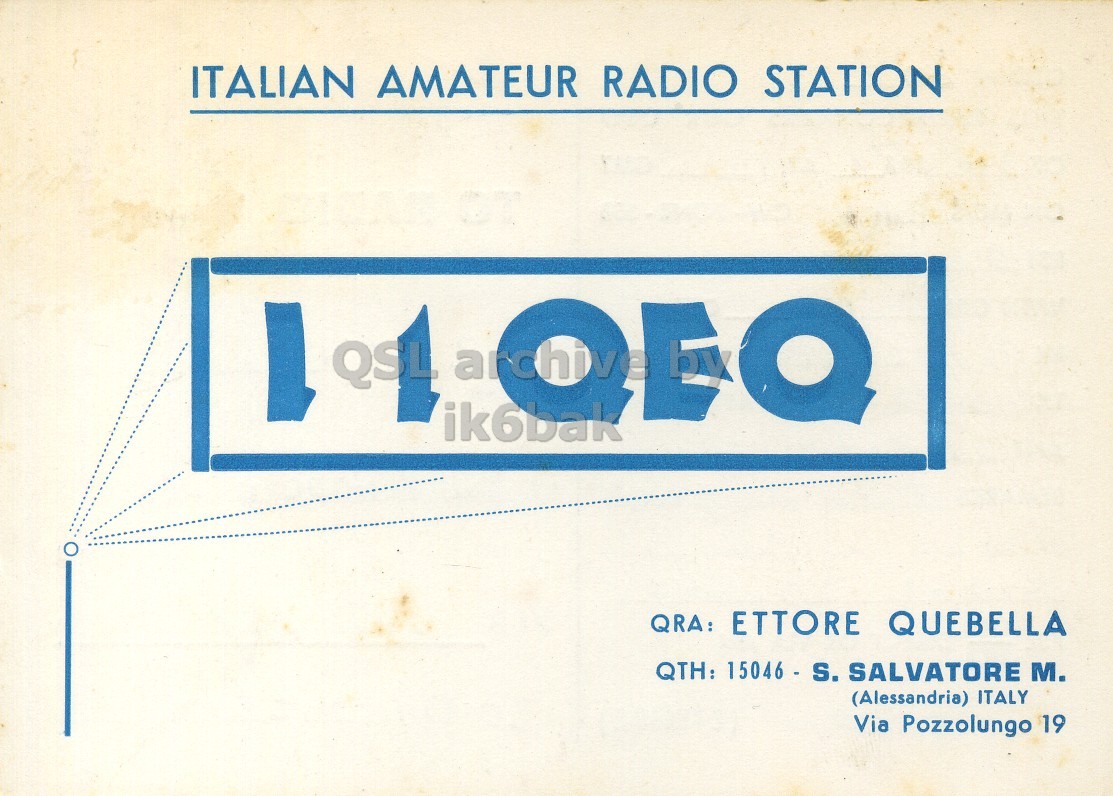 ITALIAN AMATEUR RADIO STATION
I 1 QEQ
QSL archive by
ik6bak
QRA: ETTORE QUEBELLA
QTH: 15046 - S. SALVATORE M.
(Alessandria) ITALY
Via Pozzolungo 19